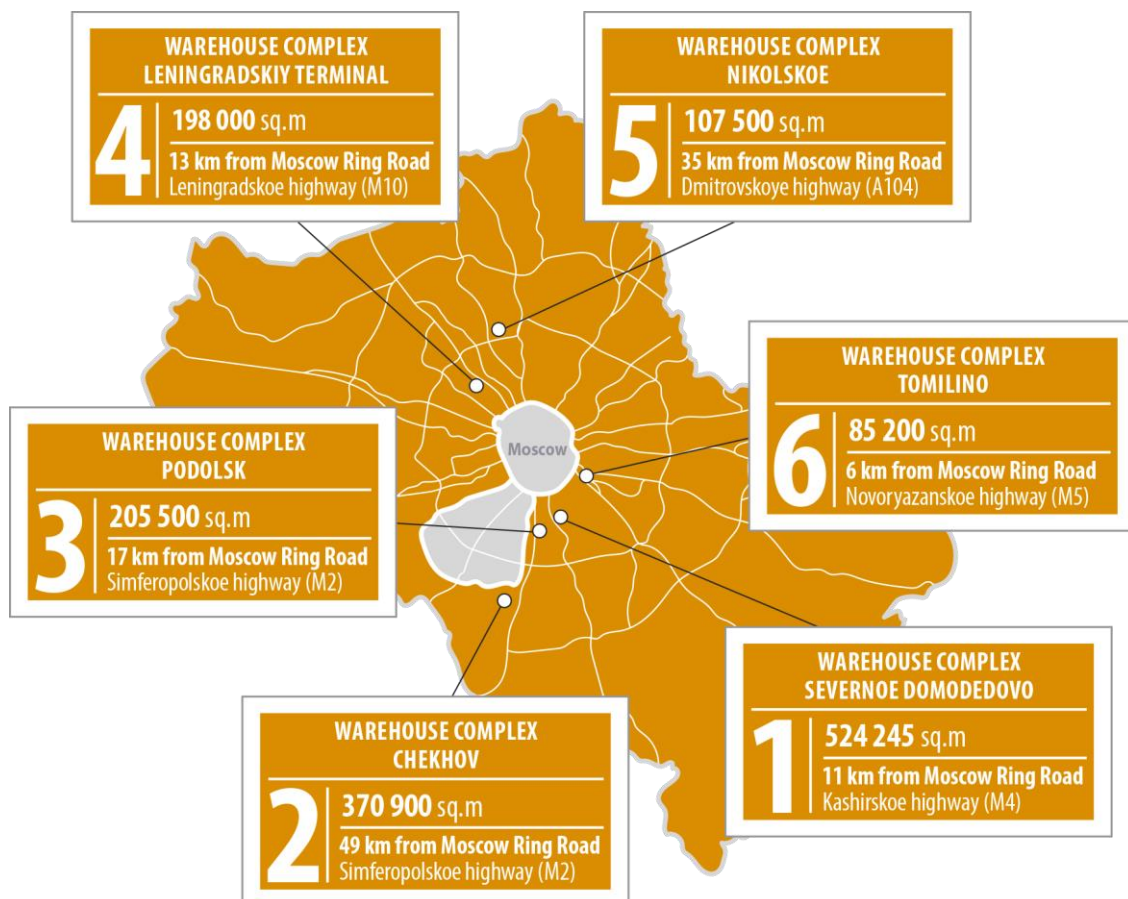 WAREHOUSE COMPLEX
LENINGRADSKIY TERMINAL
4
198 000 sq.m
13 km from Moscow Ring Road
Leningradskoe highway (M10)
WAREHOUSE COMPLEX
NIKOLSKOE
5
107 500 sq.m
35 km from Moscow Ring Road
Dmitrovskoye highway (A104)
WAREHOUSE COMPLEX
TOMILINO
6
85 200 sq.m
6 km from Moscow Ring Road
Novoryazanskoe highway (M5)
Moscow
WAREHOUSE COMPLEX
PODOLSK
3
205 500 sq.m
17 km from Moscow Ring Road
Simferopolskoe highway (M2)
WAREHOUSE COMPLEX
SEVERNOE DOMODEDOVO
1
524 245 sq.m
11 km from Moscow Ring Road
Kashirskoe highway (M4)
WAREHOUSE COMPLEX
CHEKHOV
2
370 900 sq.m
49 km from Moscow Ring Road
Simferopolskoe highway (M2)